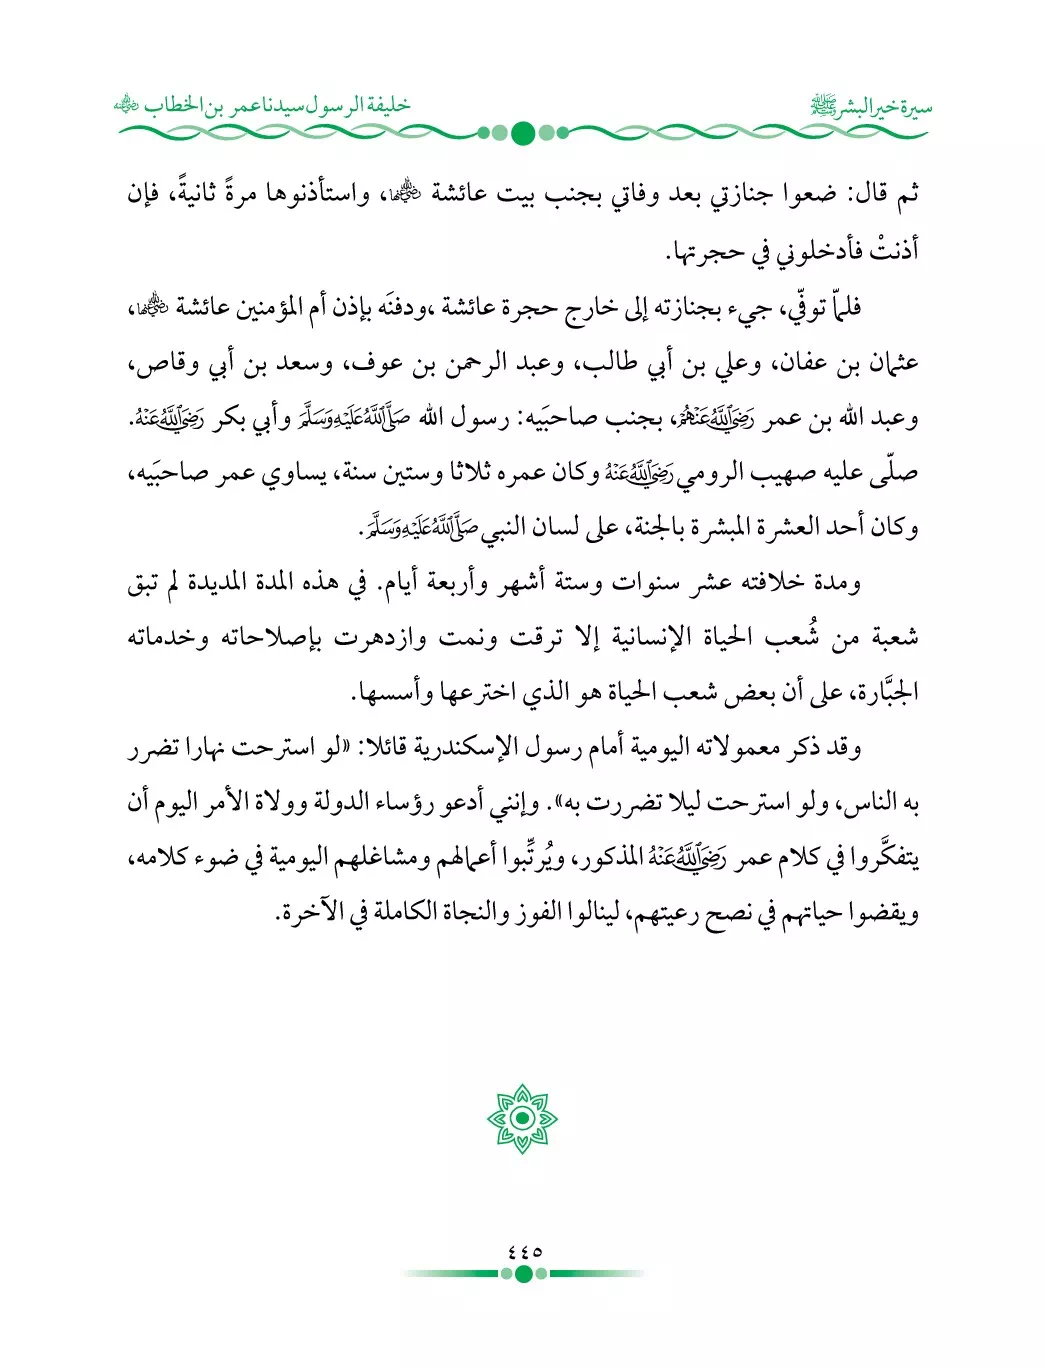 سيرة خير البشر ﷺ
خليفة الرسول سيدنا عمر بن الخطاب رضي الله عنه
ثم قال: ضعوا جنازتي بعد وفاتي بجنب بيت عائشة رضي الله عنها، واستأذنوها مرةً ثانيةً، فإن
أذنتْ فأدخلوني في حجرتها.
فلمّا توفّي، جيء بجنازته إلى خارج حجرة عائشة ،ودفنَه بإذن أم المؤمنين عائشة رضي الله عنها،
عثمان بن عفان، وعلي بن أبي طالب، وعبد الرحمن بن عوف، وسعد بن أبي وقاص،
وعبد الله بن عمر رَضِيَ اللَّهُ عَنْهُمْ، بجنب صاحبَيه: رسول الله صَلَّى اللَّهُ عَلَيْهِ وَسَلَّمَ وأبي بكر رَضِيَ اللَّهُ عَنْهُ.
صلّى عليه صهيب الرومي رَضِيَ اللَّهُ عَنْهُ وكان عمره ثلاثا وستين سنة، يساوي عمر صاحبَيه،
وكان أحد العشرة المبشرة بالجنة، على لسان النبي صَلَّى اللَّهُ عَلَيْهِ وَسَلَّمَ.
ومدة خلافته عشر سنوات وستة أشهر وأربعة أيام. في هذه المدة المديدة لم تبق
شعبة من شُعب الحياة الإنسانية إلا ترقت ونمت وازدهرت بإصلاحاته وخدماته
الجبَّارة، على أن بعض شعب الحياة هو الذي اخترعها وأسسها.
وقد ذكر معمولاته اليومية أمام رسول الإسكندرية قائلا: «لو استرحت نهارا تضرر
به الناس، ولو استرحت ليلا تضررت به». وإنني أدعو رؤساء الدولة وولاة الأمر اليوم أن
يتفكَّروا في كلام عمر رَضِيَ اللَّهُ عَنْهُ المذكور، ويُرتِّبوا أعمالهم ومشاغلهم اليومية في ضوء كلامه،
ويقضوا حياتهم في نصح رعيتهم، لينالوا الفوز والنجاة الكاملة في الآخرة.
٤٤٥